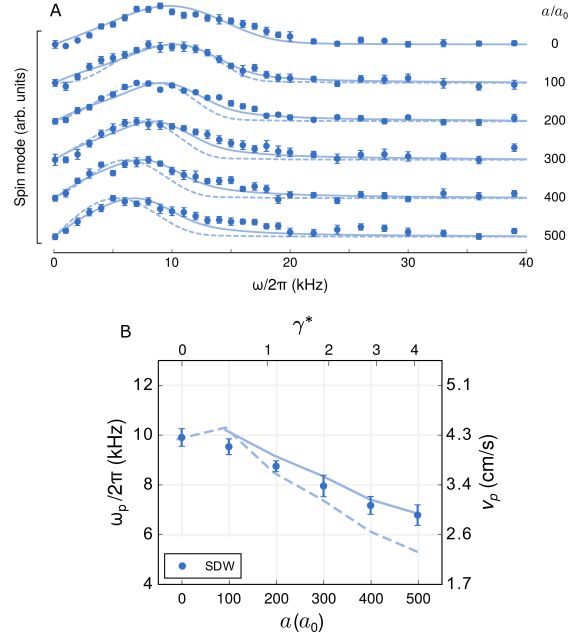 A
a/a₀
0
100
200
300
400
500
Spin mode (arb. units)
0 10 20 30 40
ω/2π (kHz)
B
γ*
0 1 2 3 4
12 5.1
10 4.3
8 3.4
6 2.6
4 1.7
ωₚ/2π (kHz)
vₚ (cm/s)
SDW
0 100 200 300 400 500
a(a₀)